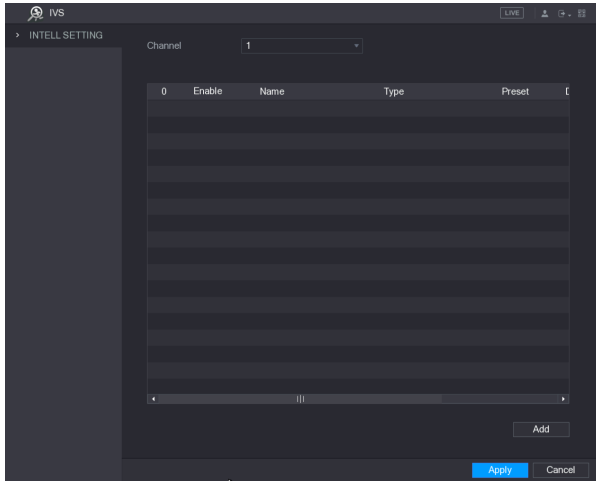 IVS LIVE
INTELL SETTING
Channel 1
0 Enable Name Type Preset
Add
Apply Cancel